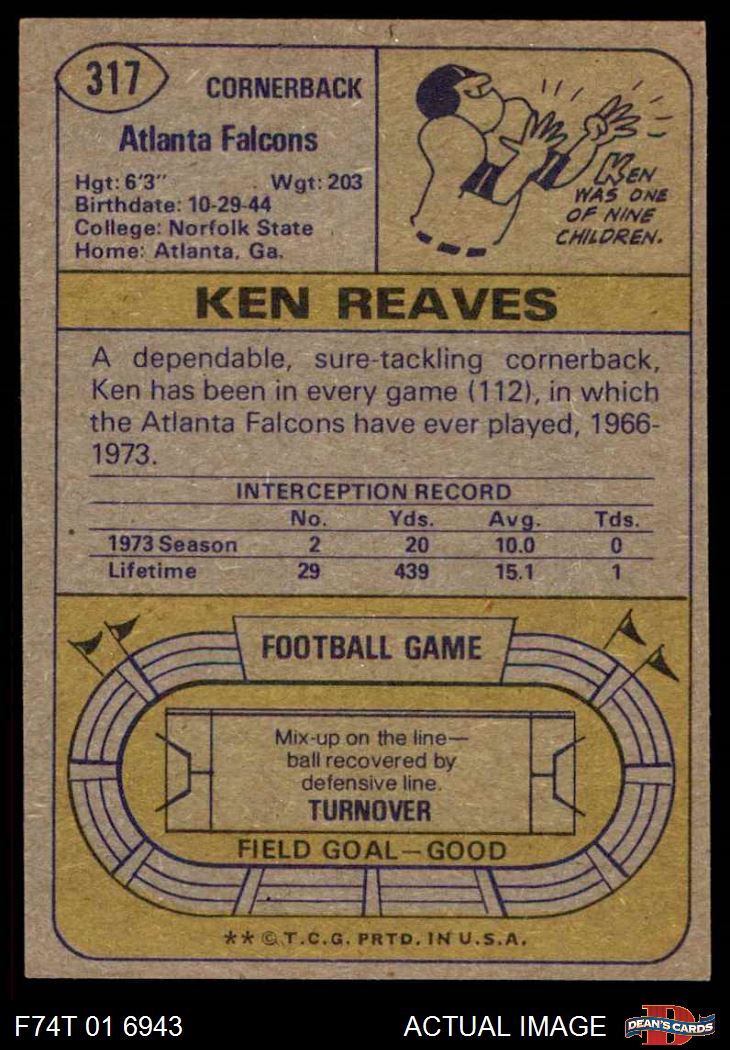 317
CORNERBACK
Atlanta Falcons
Hgt: 6'3" Wgt: 203
Birthdate: 10-29-44
College: Norfolk State
Home: Atlanta, Ga.
KEN
WAS ONE
OF NINE
CHILDREN.
KEN REAVES
A dependable, sure-tackling cornerback,
Ken has been in every game (112), in which
the Atlanta Falcons have ever played, 1966-
1973.
INTERCEPTION RECORD
No. Yds. Avg. Tds.
1973 Season 2 20 10.0 0
Lifetime 29 439 15.1 1
FOOTBALL GAME
Mix-up on the line—
ball recovered by
defensive line.
TURNOVER
FIELD GOAL—GOOD
** © T.C.G. PRTD. IN U.S.A.
F74T 01 6943 ACTUAL IMAGE
D
DEAN'S CARDS